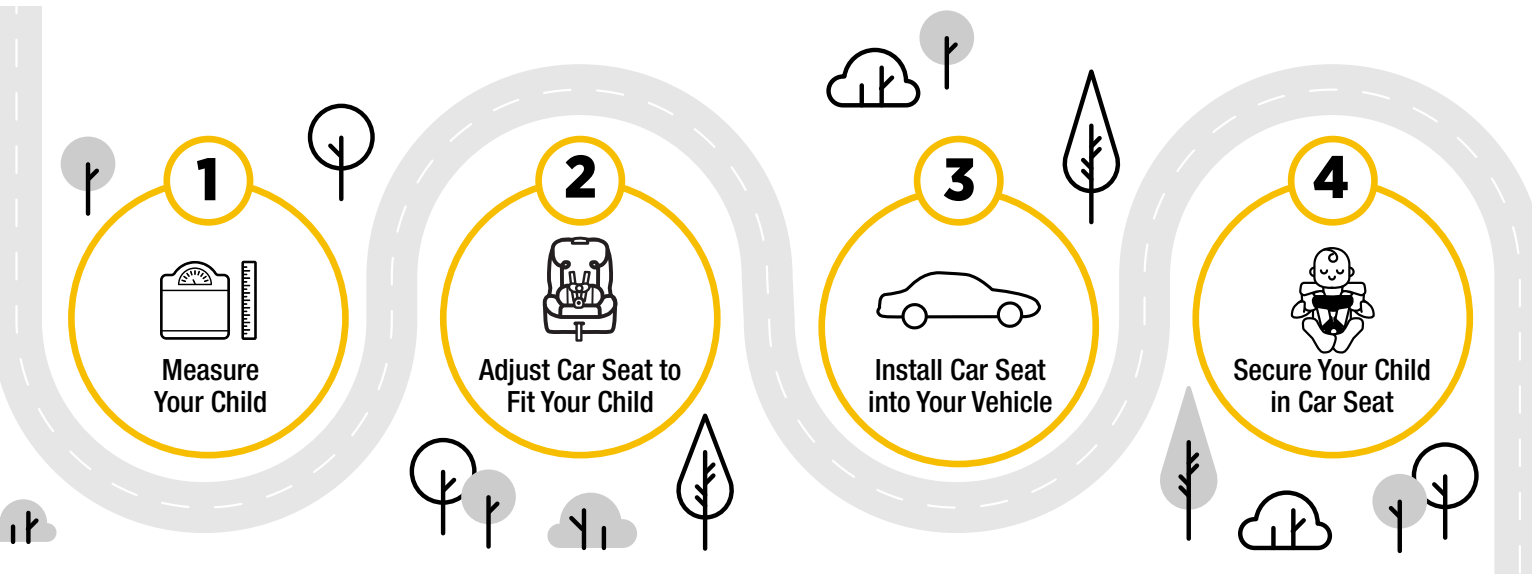 1
Measure
Your Child
2
Adjust Car Seat to
Fit Your Child
3
Install Car Seat
into Your Vehicle
4
Secure Your Child
in Car Seat